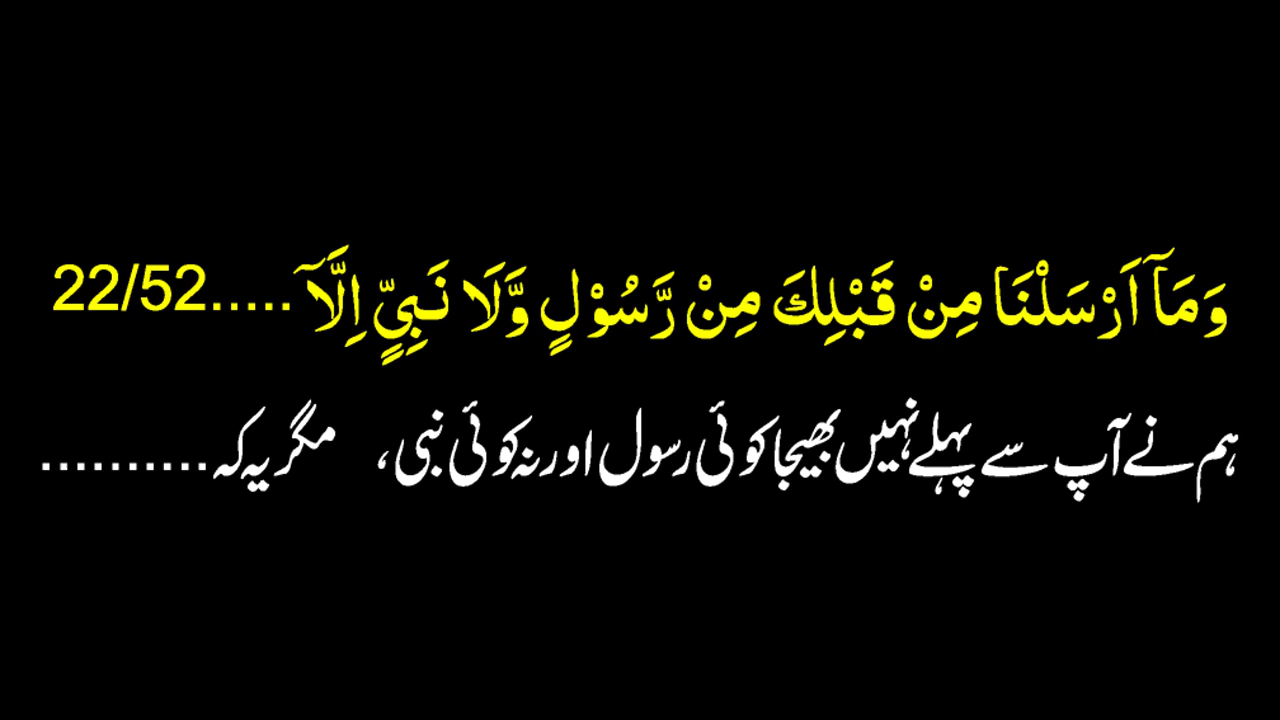 وَمَآ اَرْسَلْنَا مِنْ قَبْلِكَ مِنْ رَّسُوْلٍ وَّلَا نَبِيٍّ اِلَّآ.....22/52
ہم نے آپ سے پہلے نہیں بھیجا کوئی رسول اور نہ کوئی نبی، مگر یہ کہ..........